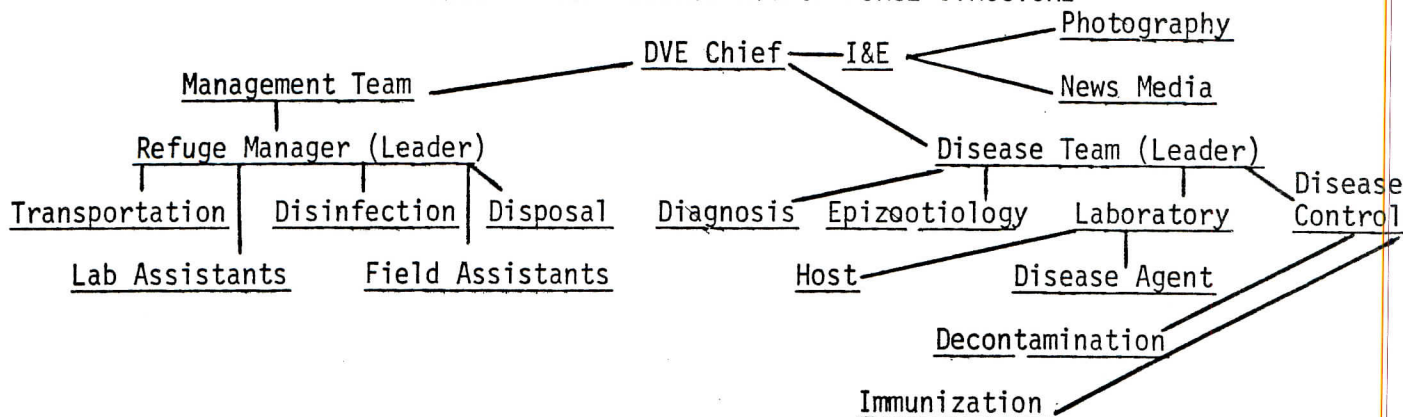 Photography
DVE Chief I&E
Management Team News Media
Refuge Manager (Leader) Disease Team (Leader)
Disease
Transportation Disinfection Disposal Diagnosis Epizootiology Laboratory Control
Lab Assistants Field Assistants Host Disease Agent
Decontamination
Immunization